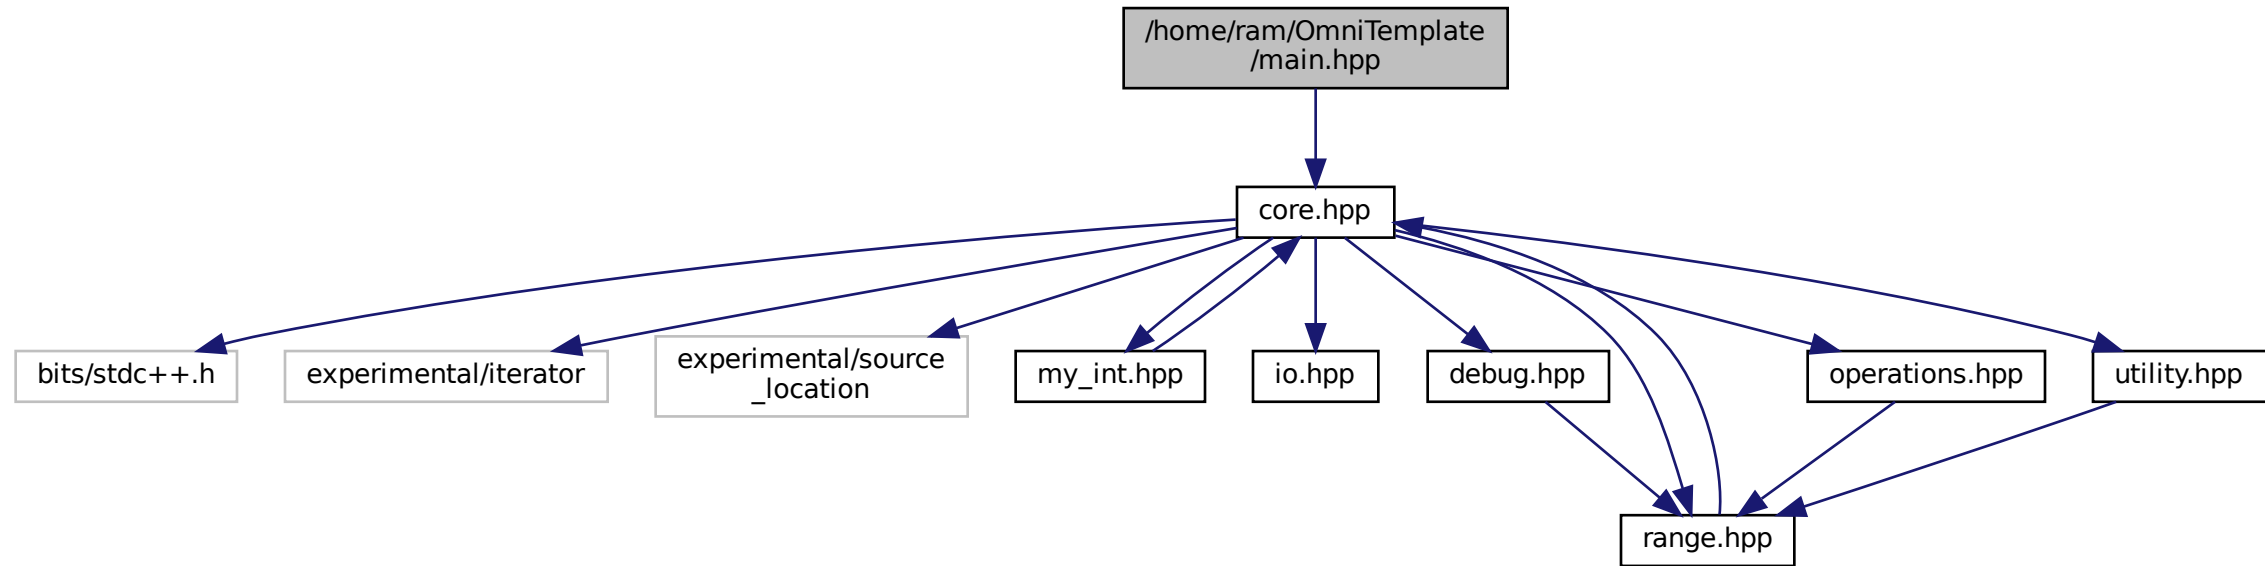 /home/ram/OmniTemplate
/main.hpp
core.hpp
bits/stdc++.h
experimental/iterator
experimental/source
_location
my_int.hpp
io.hpp
debug.hpp
operations.hpp
utility.hpp
range.hpp